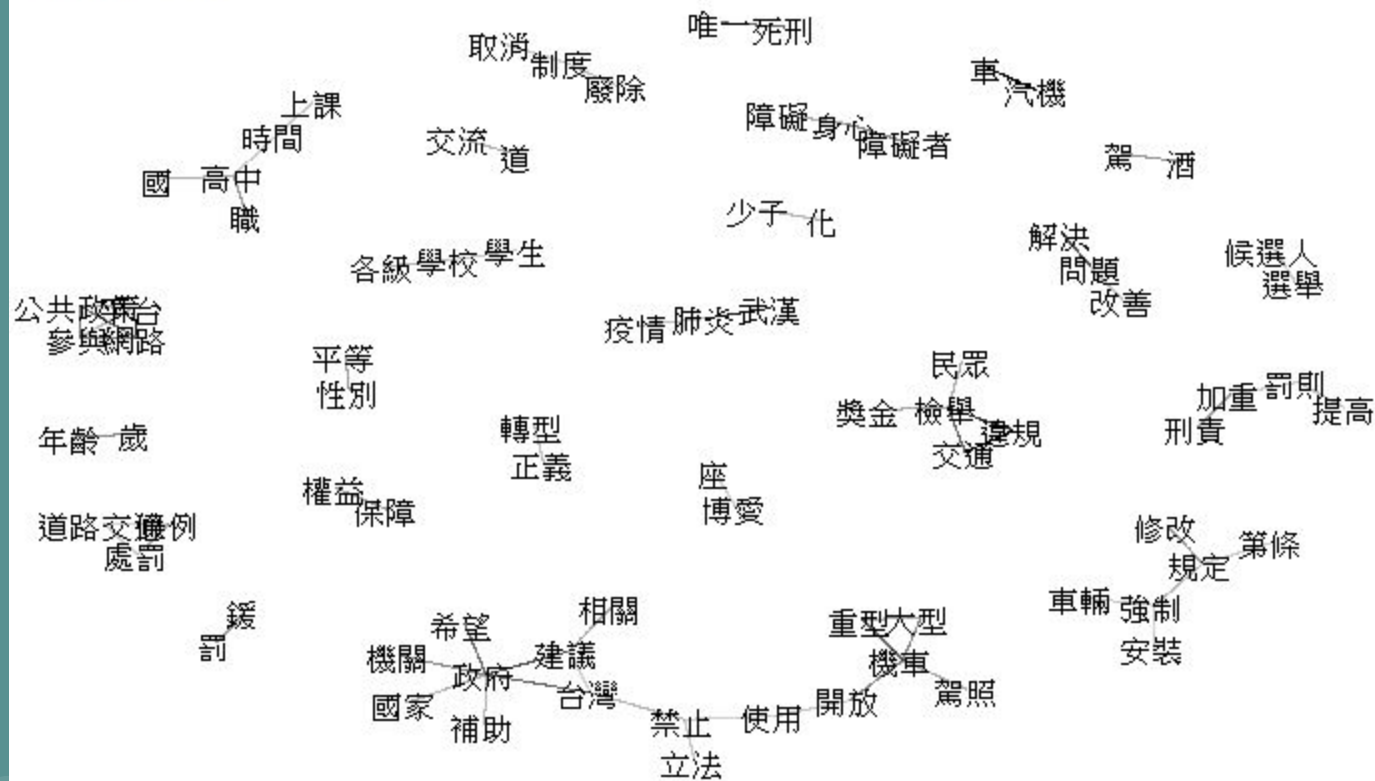 唯一 死刑
取消 制度 廢除
車 汽機
上課
時間
國 高中
職
交流 道
障礙 身心 障礙者
駕 酒
少子 化
各級 學校 學生
解決
問題
改善
候選人
選舉
公共政策 平台
參與 網路
疫情 肺炎 武漢
平等
性別
民眾
獎金 檢舉 違規
交通
加重 罰則 提高
刑責
年齡 歲
轉型
正義
座
博愛
權益 保障
道路 交通 條例
處罰
修改
規定 第條
車輛 強制
安裝
鍰
罰
希望
相關
機關 政府 建議
國家
補助
台灣
禁止 使用 開放
立法
重型 大型
機車
駕照